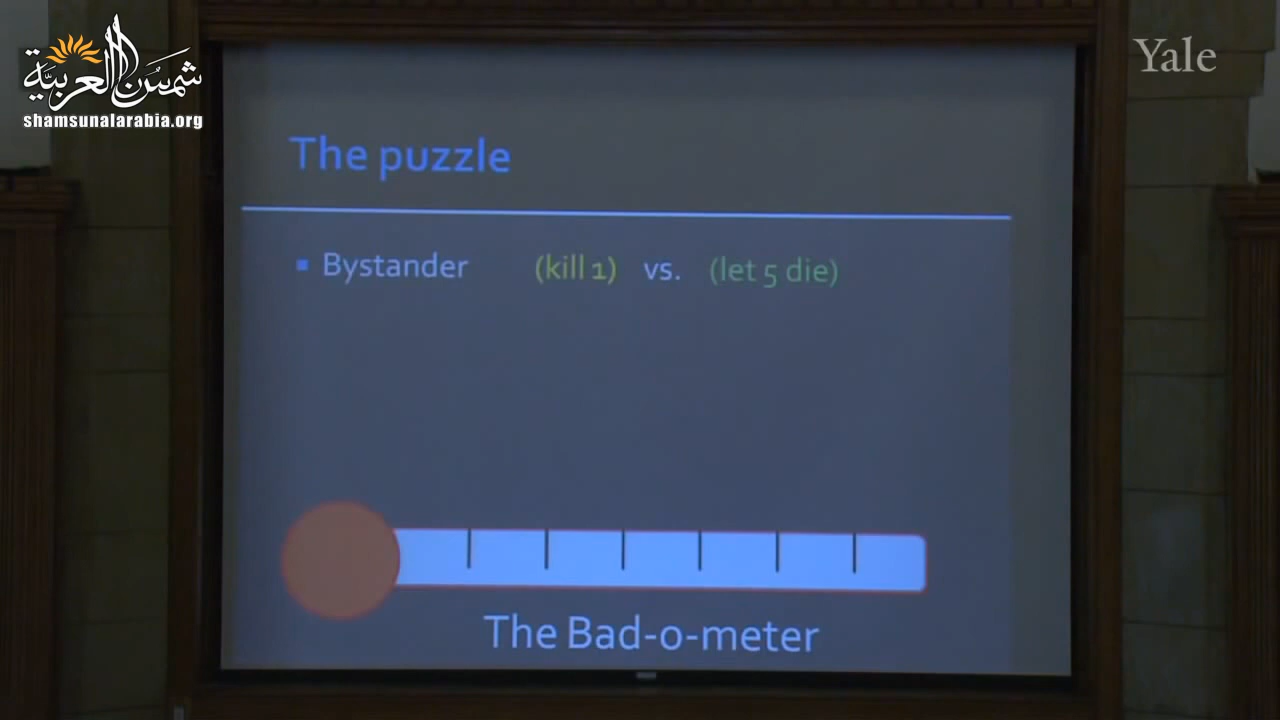 شمس العربية
shamsunalarabia.org
Yale
The puzzle
▪ Bystander (kill 1) vs. (let 5 die)
The Bad-o-meter